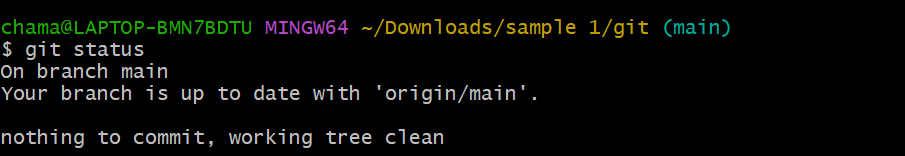 chama@LAPTOP-BMN7BDTU MINGW64 ~/Downloads/sample 1/git (main)
$ git status
On branch main
Your branch is up to date with 'origin/main'.
nothing to commit, working tree clean